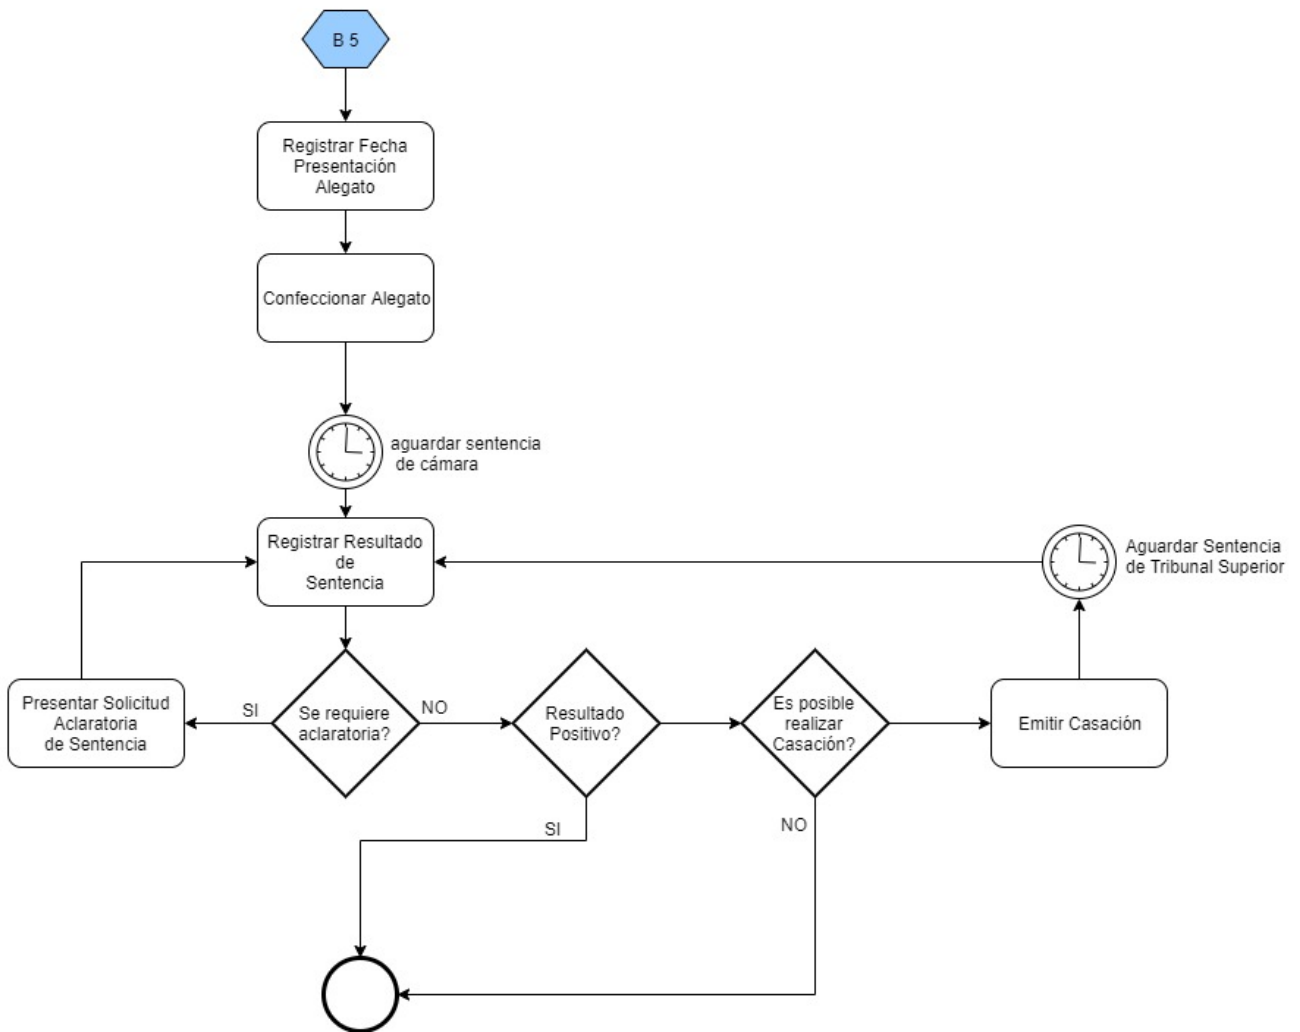 B 5
Registrar Fecha
Presentación
Alegato
Confeccionar Alegato
aguardar sentencia
de cámara
Registrar Resultado
de
Sentencia
Aguardar Sentencia
de Tribunal Superior
Presentar Solicitud
Aclaratoria
de Sentencia
SI
Se requiere
aclaratoria?
NO
Resultado
Positivo?
Es posible
realizar
Casación?
Emitir Casación
SI
NO